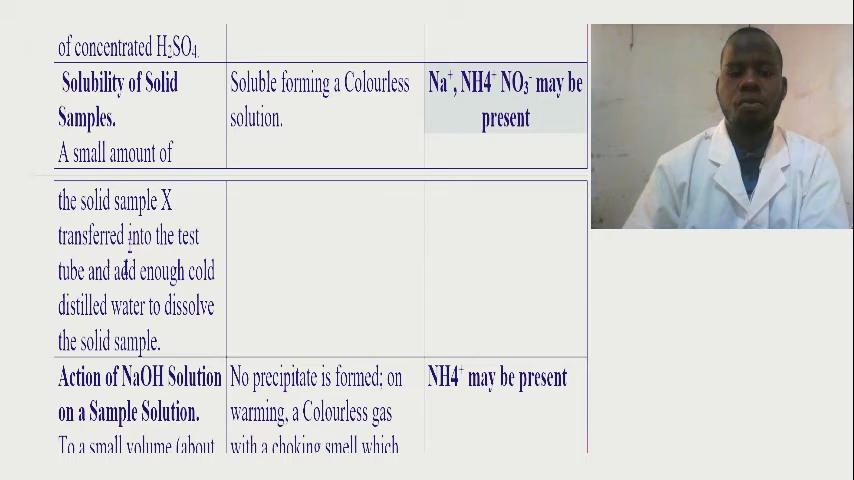 of concentrated H₂SO₄.
Solubility of Solid
Samples.
A small amount of
Soluble forming a Colourless
solution.
Na⁺, NH4⁺ NO₃⁻ may be
present
the solid sample X
transferred into the test
tube and add enough cold
distilled water to dissolve
the solid sample.
Action of NaOH Solution
on a Sample Solution.
To a small volume (about
No precipitate is formed; on
warming, a Colourless gas
with a choking smell which
NH4⁺ may be present